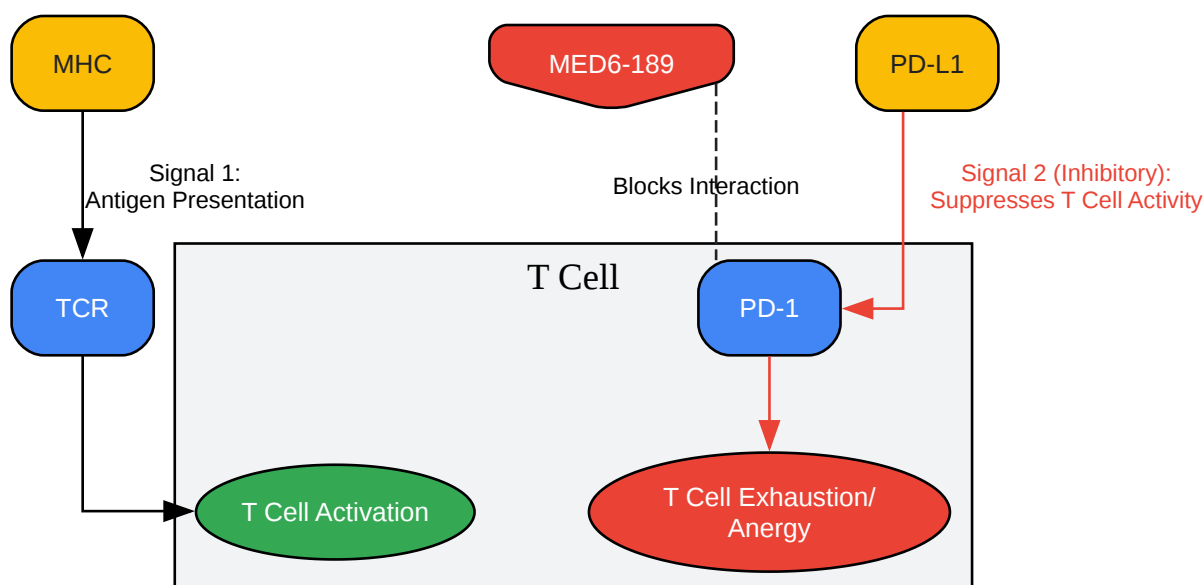 MHC
MED6-189
PD-L1
Signal 1:
Antigen Presentation
Blocks Interaction
Signal 2 (Inhibitory):
Suppresses T Cell Activity
T Cell
TCR
PD-1
T Cell Activation
T Cell Exhaustion/
Anergy